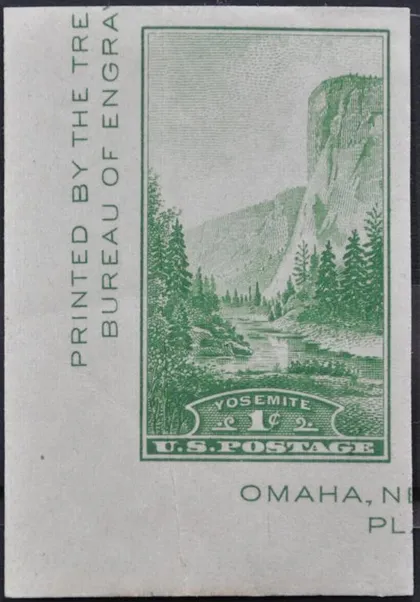 PRINTED BY THE TRE
BUREAU OF ENGRA
YOSEMITE
1¢
U.S. POSTAGE
OMAHA, NE
PL